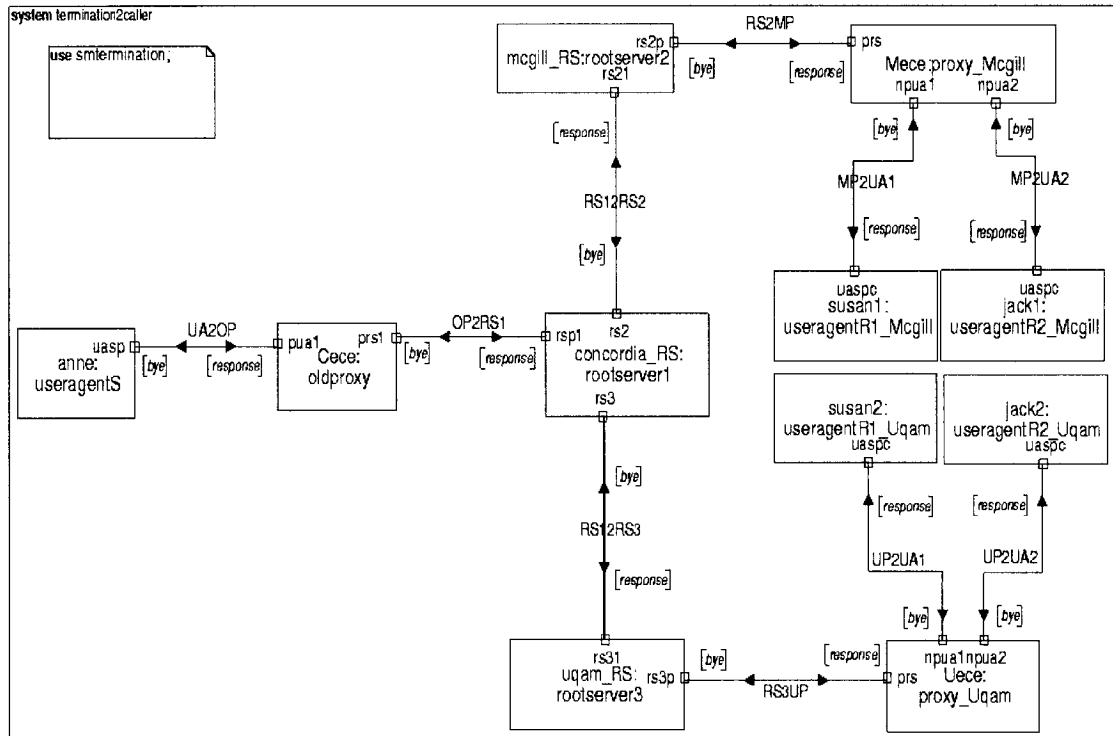 system termination2caller
use smtermination;
RS2MP
rs2p
mcgill_RS:rootserver2
rs21
[bye]
[response]
prs
Mece:proxy_Mcgill
npua1 npua2
[response]
[bye]
[bye]
RS12RS2
MP2UA1
MP2UA2
[bye]
[response]
[response]
uaspc
susan1:
useragentR1_Mcgill
uaspc
jack1:
useragentR2_Mcgill
UA2OP
OP2RS1
uasp
anne:
useragentS
[bye]
[response]
pua1
prs1
Cece:
oldproxy
[bye]
[response]
rsp1
rs2
concordia_RS:
rootserver1
rs3
susan2:
useragentR1_Uqam
uaspc
jack2:
useragentR2_Uqam
uaspc
[bye]
[response]
[response]
RS12RS3
UP2UA1
UP2UA2
[response]
[bye]
[bye]
rs31
uqam_RS:
rootserver3
rs3p
[bye]
[response]
RS3UP
npua1npua2
prs
Uece:
proxy_Uqam